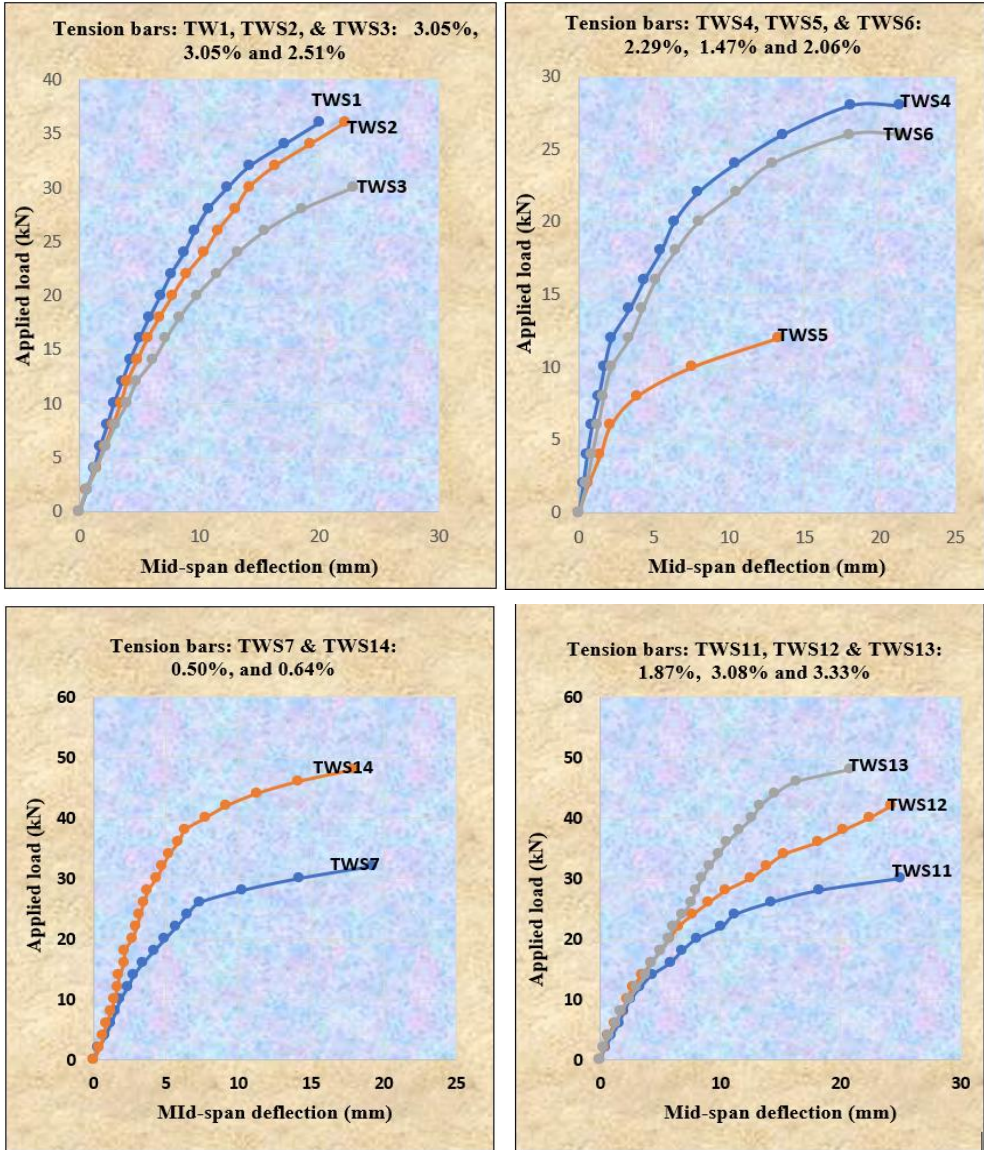 Tension bars: TW1, TWS2, & TWS3:   3.05%,
3.05% and 2.51%
40
35
30
25
20
15
10
5
0
Applied load (kN)
TWS1
TWS2
TWS3
0 10 20 30
Mid-span deflection (mm)
Tension bars: TWS4, TWS5, & TWS6:
2.29%,  1.47% and 2.06%
30
25
20
15
10
5
0
Applied load (kN)
TWS4
TWS6
TWS5
0 5 10 15 20 25
Mid-span deflection (mm)
Tension bars: TWS7 & TWS14:
0.50%, and 0.64%
60
50
40
30
20
10
0
Applied load (kN)
TWS14
TWS7
0 5 10 15 20 25
MId-span deflection (mm)
Tension bars: TWS11, TWS12 & TWS13:
1.87%,  3.08% and 3.33%
60
50
40
30
20
10
0
Applied load (kN)
TWS13
TWS12
TWS11
0 10 20 30
Mid-span deflection (mm)